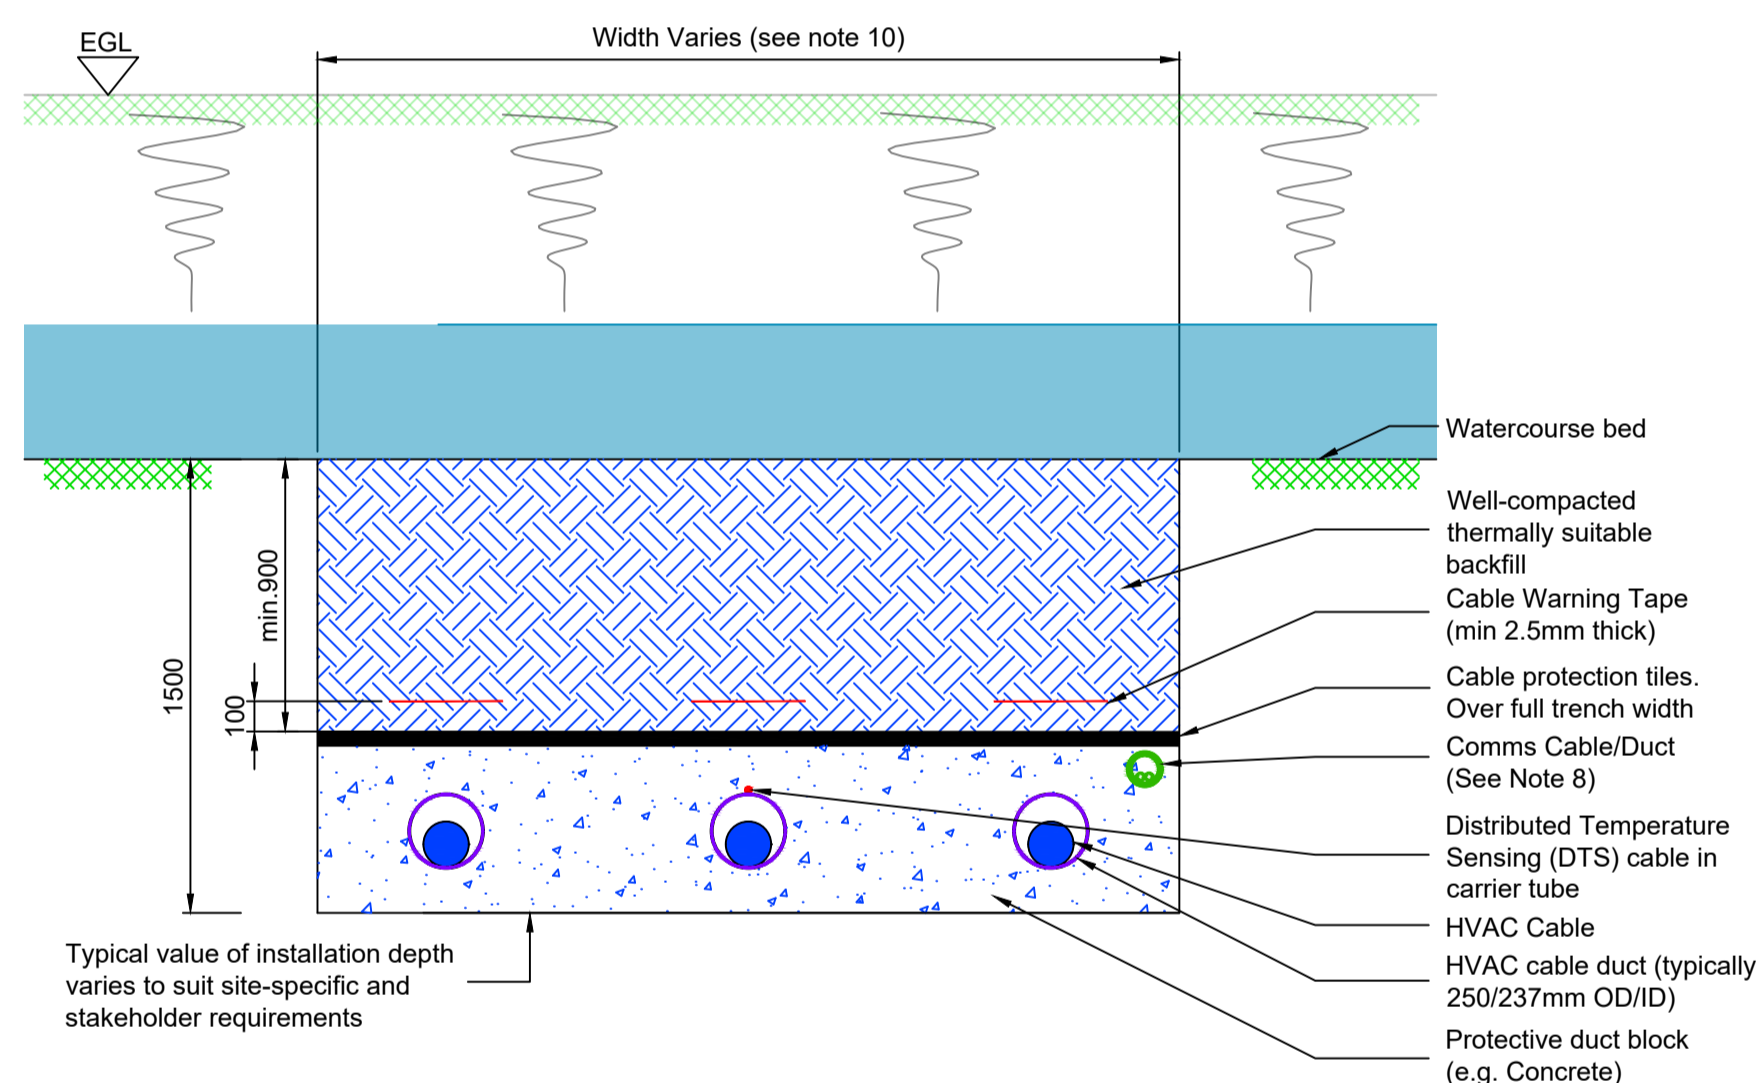 EGL
Width Varies (see note 10)
Watercourse bed
Well-compacted
thermally suitable
backfill
Cable Warning Tape
(min 2.5mm thick)
Cable protection tiles.
Over full trench width
Comms Cable/Duct
(See Note 8)
Distributed Temperature
Sensing (DTS) cable in
carrier tube
HVAC Cable
HVAC cable duct (typically
250/237mm OD/ID)
Protective duct block
(e.g. Concrete)
min.900
1500
100
Typical value of installation depth
varies to suit site-specific and
stakeholder requirements